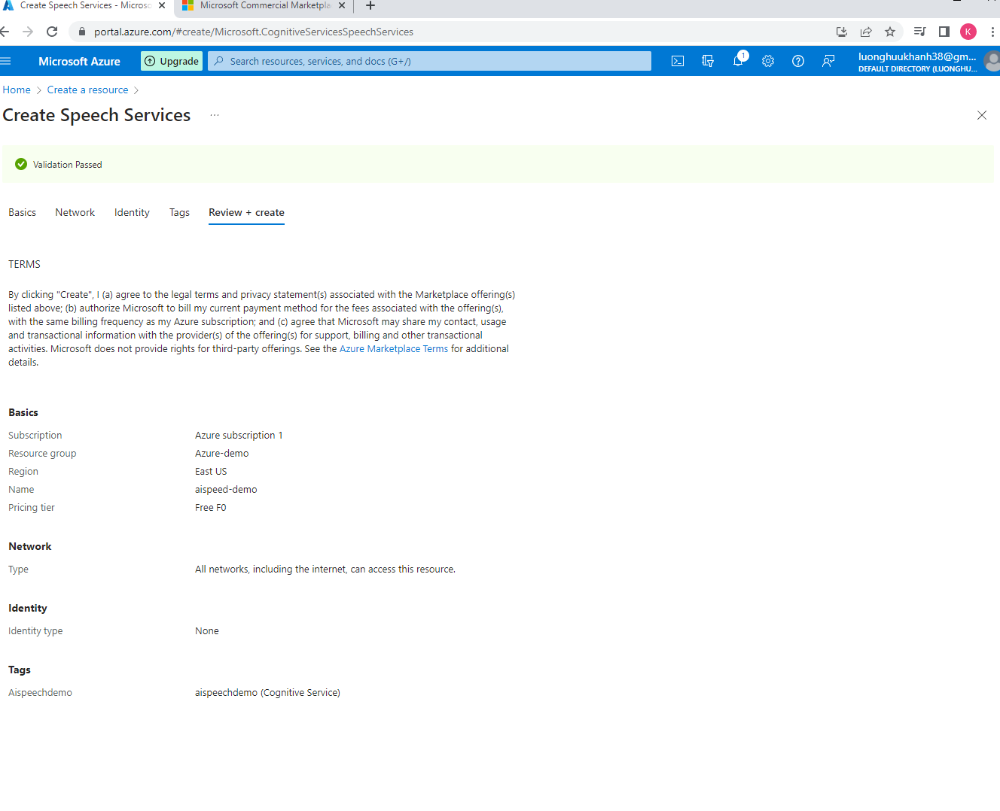 Create Speech Services - Micros
Microsoft Commercial Marketpla
portal.azure.com/#create/Microsoft.CognitiveServicesSpeechServices
K
Microsoft Azure
Upgrade
Search resources, services, and docs (G+/)
1
luonghuukhanh38@gm...
DEFAULT DIRECTORY (LUONGHU...
Home > Create a resource >
Create Speech Services ...
Validation Passed
Basics Network Identity Tags Review + create
TERMS
By clicking "Create", I (a) agree to the legal terms and privacy statement(s) associated with the Marketplace offering(s)
listed above; (b) authorize Microsoft to bill my current payment method for the fees associated with the offering(s),
with the same billing frequency as my Azure subscription; and (c) agree that Microsoft may share my contact, usage
and transactional information with the provider(s) of the offering(s) for support, billing and other transactional
activities. Microsoft does not provide rights for third-party offerings. See the Azure Marketplace Terms for additional
details.
Basics
Subscription Azure subscription 1
Resource group Azure-demo
Region East US
Name aispeed-demo
Pricing tier Free F0
Network
Type All networks, including the internet, can access this resource.
Identity
Identity type None
Tags
Aispeechdemo aispeechdemo (Cognitive Service)